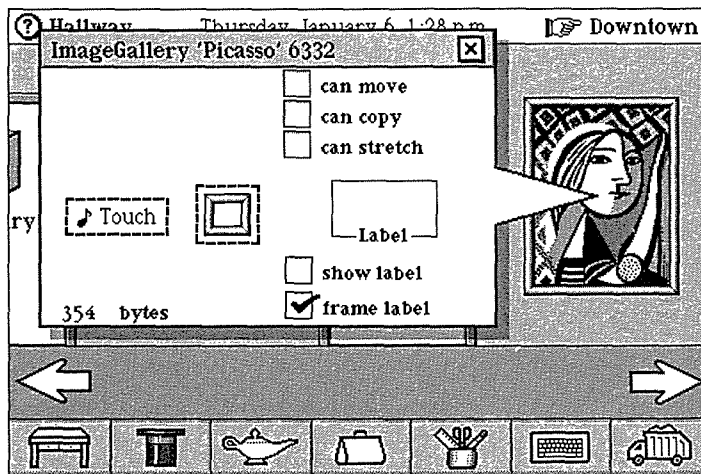 ? Hallway Thursday January 6 1:28 p.m. Downtown
ImageGallery 'Picasso' 6332
can move
can copy
can stretch
ry
Touch
Label
show label
354 bytes
frame label